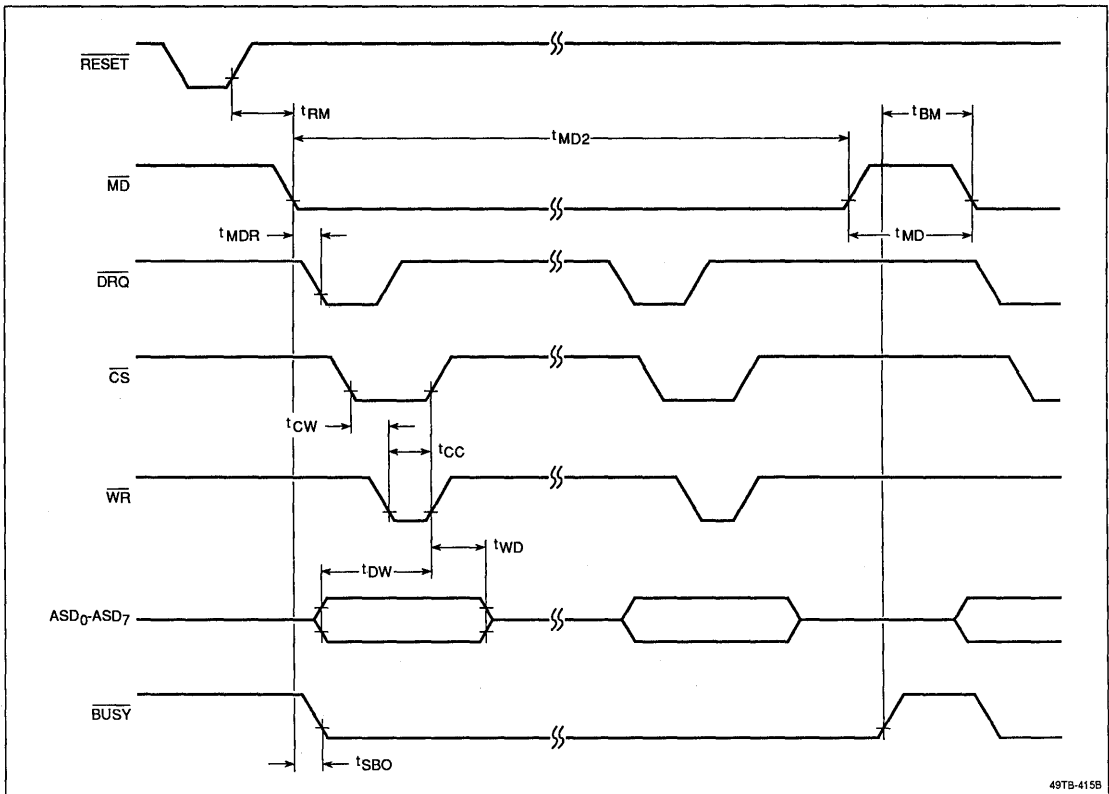 RESET
tRM
tBM
tMD2
MD
tMDR
tMD
DRQ
CS
tCW
tCC
WR
tWD
tDW
ASD0-ASD7
BUSY
tSBO
49TB-415B